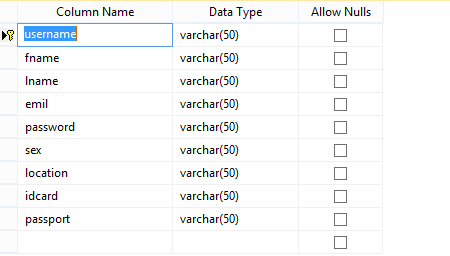 Column Name Data Type Allow Nulls
username varchar(50)
fname varchar(50)
lname varchar(50)
emil varchar(50)
password varchar(50)
sex varchar(50)
location varchar(50)
idcard varchar(50)
passport varchar(50)